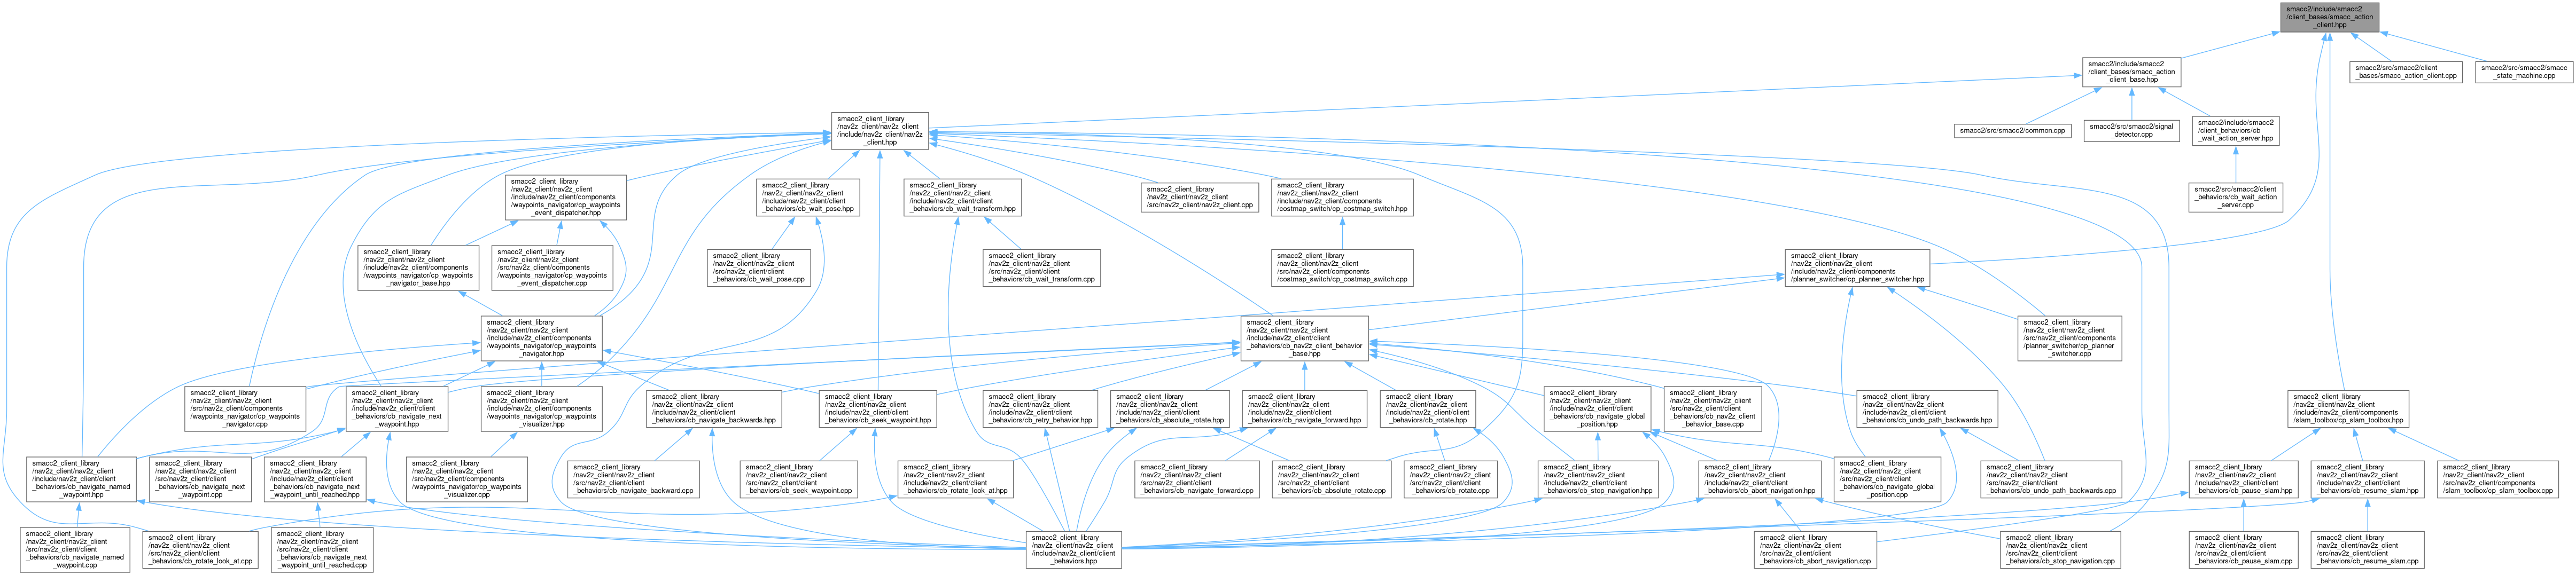 smacc2/include/smacc2
/client_bases/smacc_action
_client.hpp
smacc2/include/smacc2
/client_bases/smacc_action
_client_base.hpp
smacc2/src/smacc2/client
_bases/smacc_action_client.cpp
smacc2/src/smacc2/smacc
_state_machine.cpp
smacc2_client_library
/nav2z_client/nav2z_client
/include/nav2z_client/nav2z
_client.hpp
smacc2/src/smacc2/common.cpp
smacc2/src/smacc2/signal
_detector.cpp
smacc2/include/smacc2
/client_behaviors/cb
_wait_action_server.hpp
smacc2_client_library
/nav2z_client/nav2z_client
/include/nav2z_client/components
/waypoints_navigator/cp_waypoints
_event_dispatcher.hpp
smacc2_client_library
/nav2z_client/nav2z_client
/include/nav2z_client/client
_behaviors/cb_wait_pose.hpp
smacc2_client_library
/nav2z_client/nav2z_client
/include/nav2z_client/client
_behaviors/cb_wait_transform.hpp
smacc2_client_library
/nav2z_client/nav2z_client
/src/nav2z_client/nav2z_client.cpp
smacc2_client_library
/nav2z_client/nav2z_client
/include/nav2z_client/components
/costmap_switch/cp_costmap_switch.hpp
smacc2/src/smacc2/client
_behaviors/cb_wait_action
_server.cpp
smacc2_client_library
/nav2z_client/nav2z_client
/include/nav2z_client/components
/waypoints_navigator/cp_waypoints
_navigator_base.hpp
smacc2_client_library
/nav2z_client/nav2z_client
/src/nav2z_client/components
/waypoints_navigator/cp_waypoints
_event_dispatcher.cpp
smacc2_client_library
/nav2z_client/nav2z_client
/src/nav2z_client/client
_behaviors/cb_wait_pose.cpp
smacc2_client_library
/nav2z_client/nav2z_client
/src/nav2z_client/client
_behaviors/cb_wait_transform.cpp
smacc2_client_library
/nav2z_client/nav2z_client
/src/nav2z_client/components
/costmap_switch/cp_costmap_switch.cpp
smacc2_client_library
/nav2z_client/nav2z_client
/include/nav2z_client/components
/planner_switcher/cp_planner_switcher.hpp
smacc2_client_library
/nav2z_client/nav2z_client
/include/nav2z_client/components
/waypoints_navigator/cp_waypoints
_navigator.hpp
smacc2_client_library
/nav2z_client/nav2z_client
/include/nav2z_client/client
_behaviors/cb_nav2z_client_behavior
_base.hpp
smacc2_client_library
/nav2z_client/nav2z_client
/src/nav2z_client/components
/planner_switcher/cp_planner
_switcher.cpp
smacc2_client_library
/nav2z_client/nav2z_client
/src/nav2z_client/components
/waypoints_navigator/cp_waypoints
_navigator.cpp
smacc2_client_library
/nav2z_client/nav2z_client
/include/nav2z_client/client
_behaviors/cb_navigate_next
_waypoint.hpp
smacc2_client_library
/nav2z_client/nav2z_client
/include/nav2z_client/components
/waypoints_navigator/cp_waypoints
_visualizer.hpp
smacc2_client_library
/nav2z_client/nav2z_client
/include/nav2z_client/client
_behaviors/cb_navigate_backwards.hpp
smacc2_client_library
/nav2z_client/nav2z_client
/include/nav2z_client/client
_behaviors/cb_seek_waypoint.hpp
smacc2_client_library
/nav2z_client/nav2z_client
/include/nav2z_client/client
_behaviors/cb_retry_behavior.hpp
smacc2_client_library
/nav2z_client/nav2z_client
/include/nav2z_client/client
_behaviors/cb_absolute_rotate.hpp
smacc2_client_library
/nav2z_client/nav2z_client
/include/nav2z_client/client
_behaviors/cb_navigate_forward.hpp
smacc2_client_library
/nav2z_client/nav2z_client
/include/nav2z_client/client
_behaviors/cb_rotate.hpp
smacc2_client_library
/nav2z_client/nav2z_client
/include/nav2z_client/client
_behaviors/cb_navigate_global
_position.hpp
smacc2_client_library
/nav2z_client/nav2z_client
/src/nav2z_client/client
_behaviors/cb_nav2z_client
_behavior_base.cpp
smacc2_client_library
/nav2z_client/nav2z_client
/include/nav2z_client/client
_behaviors/cb_undo_path_backwards.hpp
smacc2_client_library
/nav2z_client/nav2z_client
/include/nav2z_client/components
/slam_toolbox/cp_slam_toolbox.hpp
smacc2_client_library
/nav2z_client/nav2z_client
/include/nav2z_client/client
_behaviors/cb_navigate_named
_waypoint.hpp
smacc2_client_library
/nav2z_client/nav2z_client
/src/nav2z_client/client
_behaviors/cb_navigate_next
_waypoint.cpp
smacc2_client_library
/nav2z_client/nav2z_client
/include/nav2z_client/client
_behaviors/cb_navigate_next
_waypoint_until_reached.hpp
smacc2_client_library
/nav2z_client/nav2z_client
/src/nav2z_client/components
/waypoints_navigator/cp_waypoints
_visualizer.cpp
smacc2_client_library
/nav2z_client/nav2z_client
/src/nav2z_client/client
_behaviors/cb_navigate_backward.cpp
smacc2_client_library
/nav2z_client/nav2z_client
/src/nav2z_client/client
_behaviors/cb_seek_waypoint.cpp
smacc2_client_library
/nav2z_client/nav2z_client
/include/nav2z_client/client
_behaviors/cb_rotate_look_at.hpp
smacc2_client_library
/nav2z_client/nav2z_client
/src/nav2z_client/client
_behaviors/cb_navigate_forward.cpp
smacc2_client_library
/nav2z_client/nav2z_client
/src/nav2z_client/client
_behaviors/cb_absolute_rotate.cpp
smacc2_client_library
/nav2z_client/nav2z_client
/src/nav2z_client/client
_behaviors/cb_rotate.cpp
smacc2_client_library
/nav2z_client/nav2z_client
/include/nav2z_client/client
_behaviors/cb_stop_navigation.hpp
smacc2_client_library
/nav2z_client/nav2z_client
/include/nav2z_client/client
_behaviors/cb_abort_navigation.hpp
smacc2_client_library
/nav2z_client/nav2z_client
/src/nav2z_client/client
_behaviors/cb_navigate_global
_position.cpp
smacc2_client_library
/nav2z_client/nav2z_client
/src/nav2z_client/client
_behaviors/cb_undo_path_backwards.cpp
smacc2_client_library
/nav2z_client/nav2z_client
/include/nav2z_client/client
_behaviors/cb_pause_slam.hpp
smacc2_client_library
/nav2z_client/nav2z_client
/include/nav2z_client/client
_behaviors/cb_resume_slam.hpp
smacc2_client_library
/nav2z_client/nav2z_client
/src/nav2z_client/components
/slam_toolbox/cp_slam_toolbox.cpp
smacc2_client_library
/nav2z_client/nav2z_client
/src/nav2z_client/client
_behaviors/cb_navigate_named
_waypoint.cpp
smacc2_client_library
/nav2z_client/nav2z_client
/src/nav2z_client/client
_behaviors/cb_rotate_look_at.cpp
smacc2_client_library
/nav2z_client/nav2z_client
/src/nav2z_client/client
_behaviors/cb_navigate_next
_waypoint_until_reached.cpp
smacc2_client_library
/nav2z_client/nav2z_client
/include/nav2z_client/client
_behaviors.hpp
smacc2_client_library
/nav2z_client/nav2z_client
/src/nav2z_client/client
_behaviors/cb_abort_navigation.cpp
smacc2_client_library
/nav2z_client/nav2z_client
/src/nav2z_client/client
_behaviors/cb_stop_navigation.cpp
smacc2_client_library
/nav2z_client/nav2z_client
/src/nav2z_client/client
_behaviors/cb_pause_slam.cpp
smacc2_client_library
/nav2z_client/nav2z_client
/src/nav2z_client/client
_behaviors/cb_resume_slam.cpp